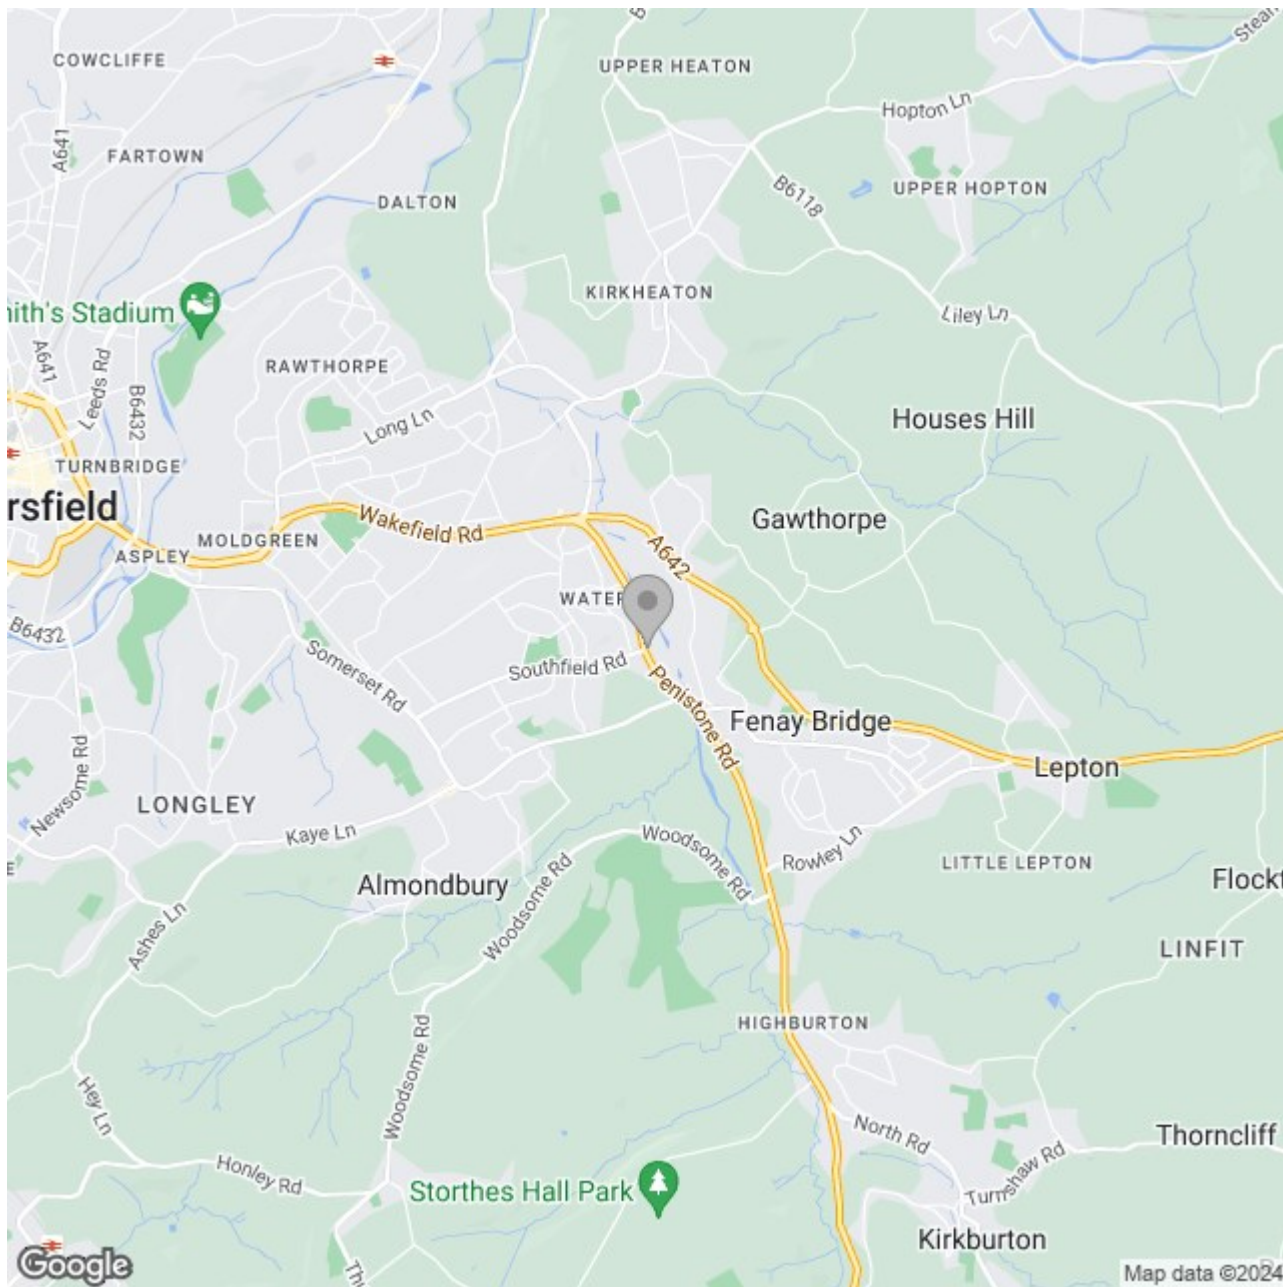 COWCLIFFE
UPPER HEATON
Hopton Ln
A641
FARTOWN
B6118
UPPER HOPTON
DALTON
KIRKHEATON
nith's Stadium
Liley Ln
A641
Leeds Rd
B6432
RAWTHORPE
Long Ln
Houses Hill
TURNBRIDGE
rsfield
Wakefield Rd
Gawthorpe
MOLDGREEN
ASPLEY
A642
WATER
B6432
Somerset Rd
Southfield Rd
Penistone Rd
Fenay Bridge
Lepton
Newsome Rd
LONGLEY
Kaye Ln
Woodsome Rd
Rowley Ln
LITTLE LEPTON
Almondbury
Woodsome Rd
Flockt
Ashes Ln
LINFIT
HIGHBURTON
Woodsome Rd
Hey Ln
North Rd
Thorncliff
Honley Rd
Storthes Hall Park
Turnshaw Rd
Kirkburton
Google
Map data ©2024